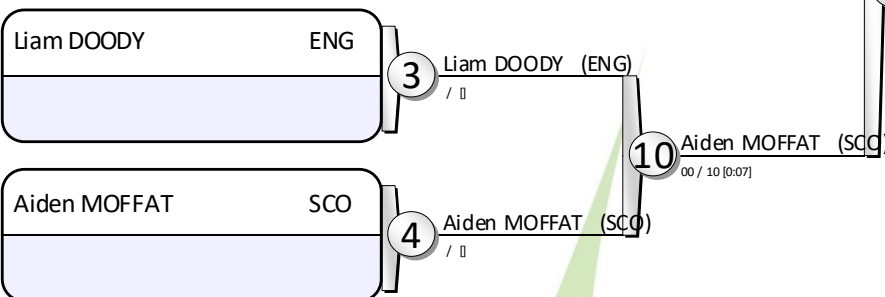 Liam DOODY ENG
3
Liam DOODY (ENG)
/ []
10
Aiden MOFFAT (SCO)
00 / 10 [0:07]
Aiden MOFFAT SCO
4
Aiden MOFFAT (SCO)
/ []